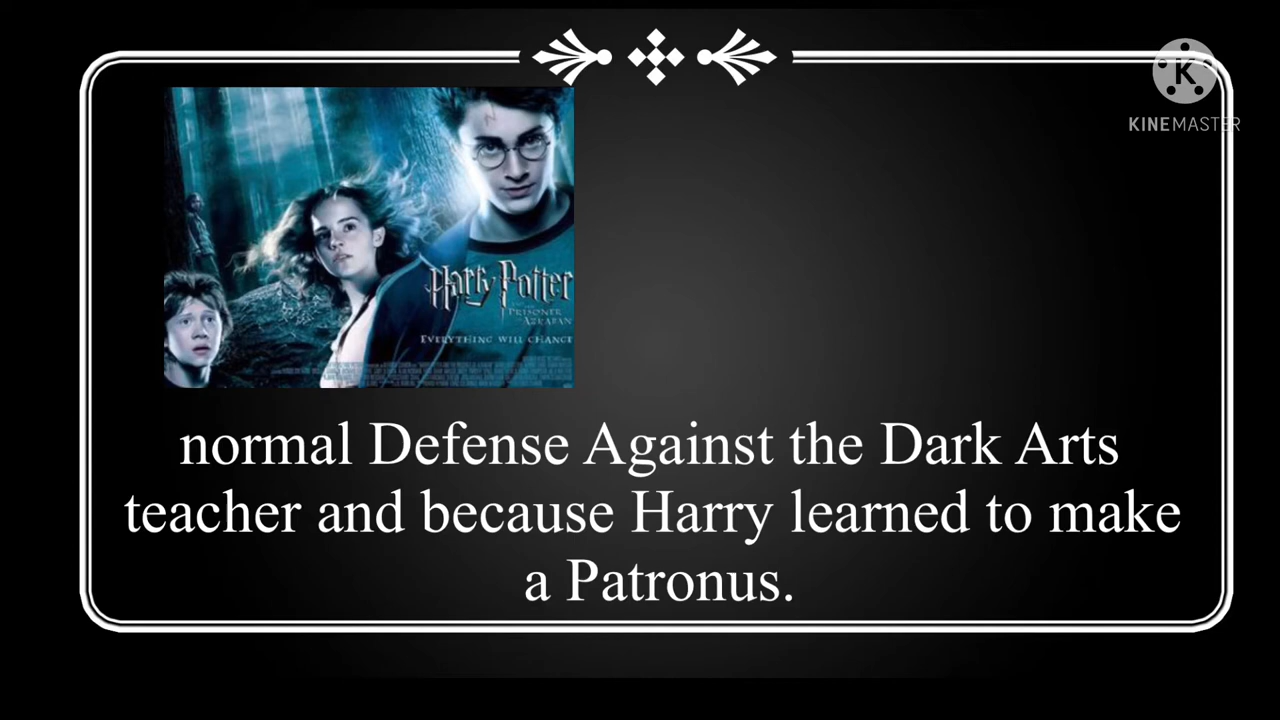 K
KINEMASTER
Harry Potter
PRISONER
AZKABAN
EVERYTHING WILL CHANGE
normal Defense Against the Dark Arts
teacher and because Harry learned to make
a Patronus.